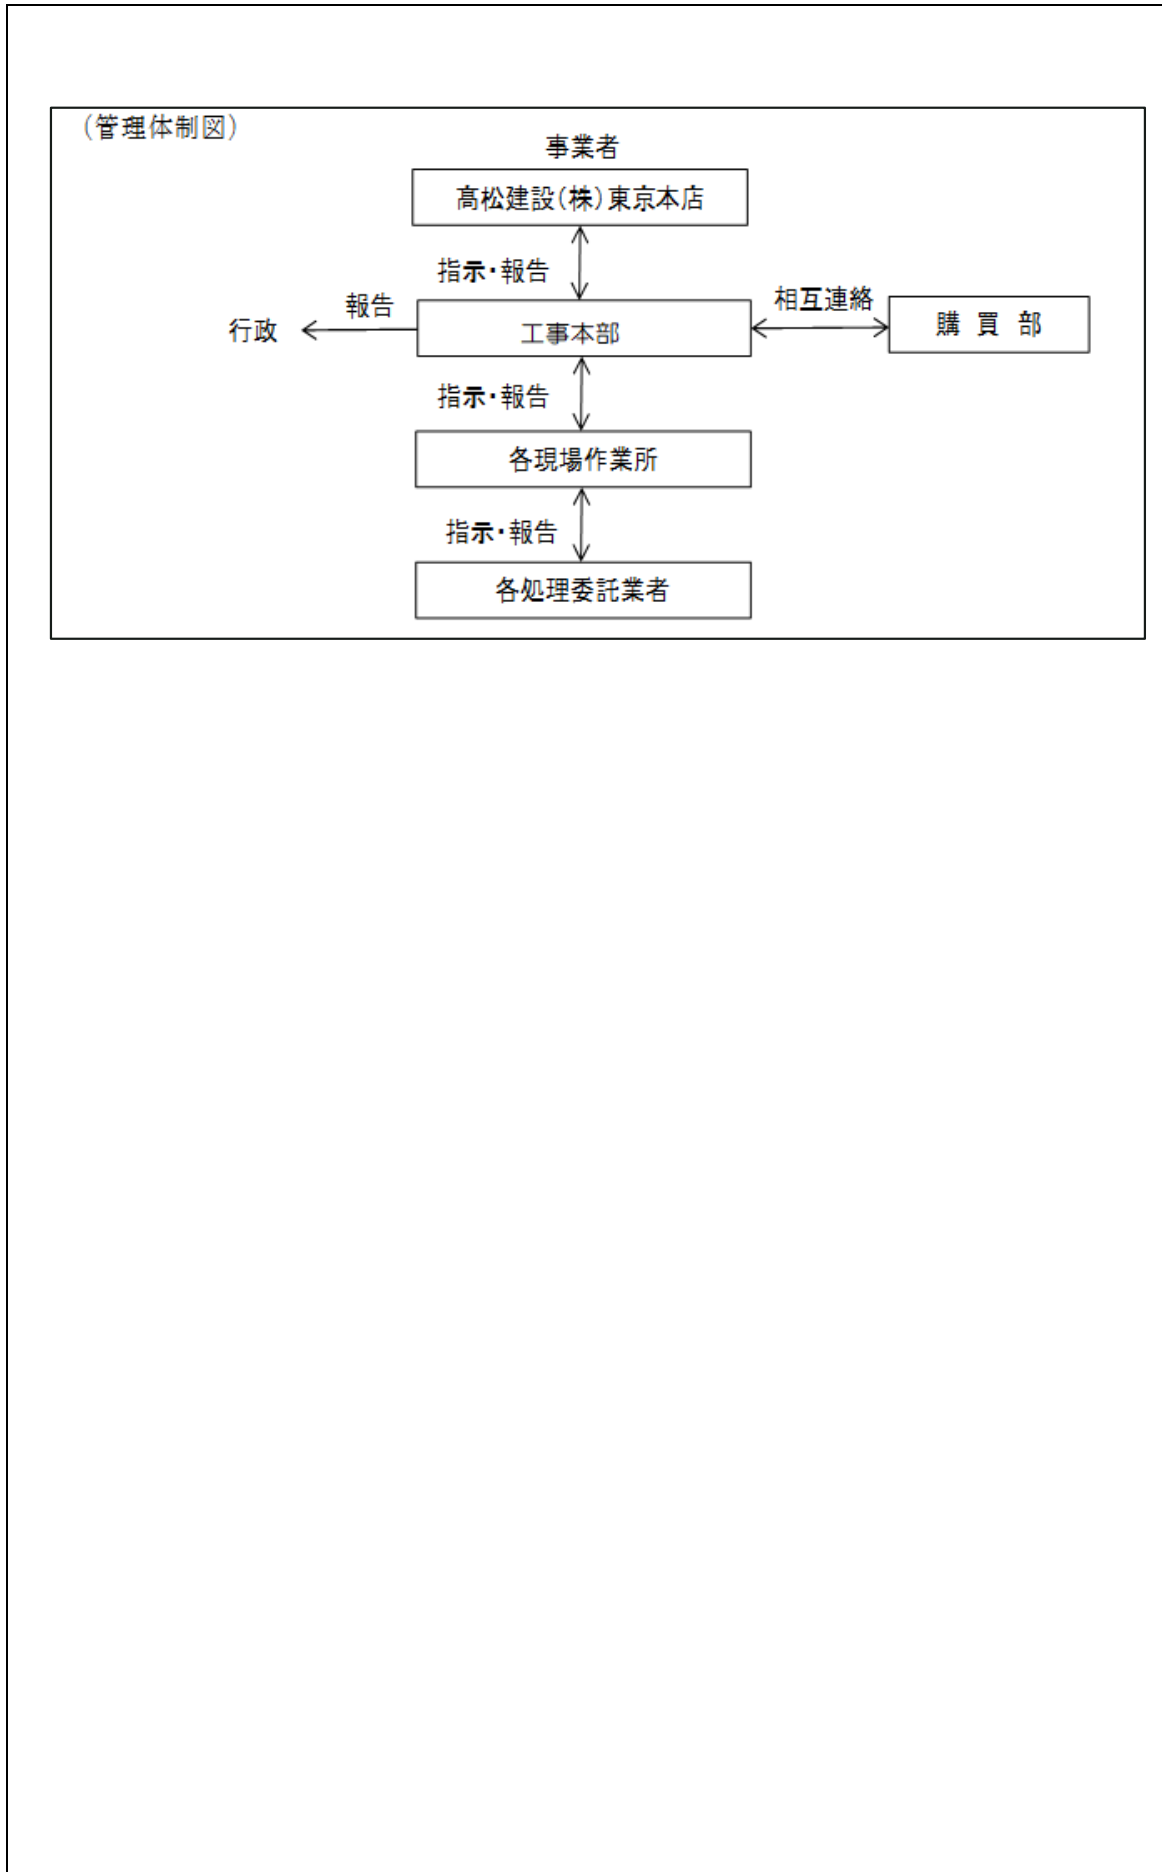 （管理体制図）
事業者
髙松建設（株）東京本店
指示・報告
報告
相互連絡
行政
工事本部
購 買 部
指示・報告
各現場作業所
指示・報告
各処理委託業者